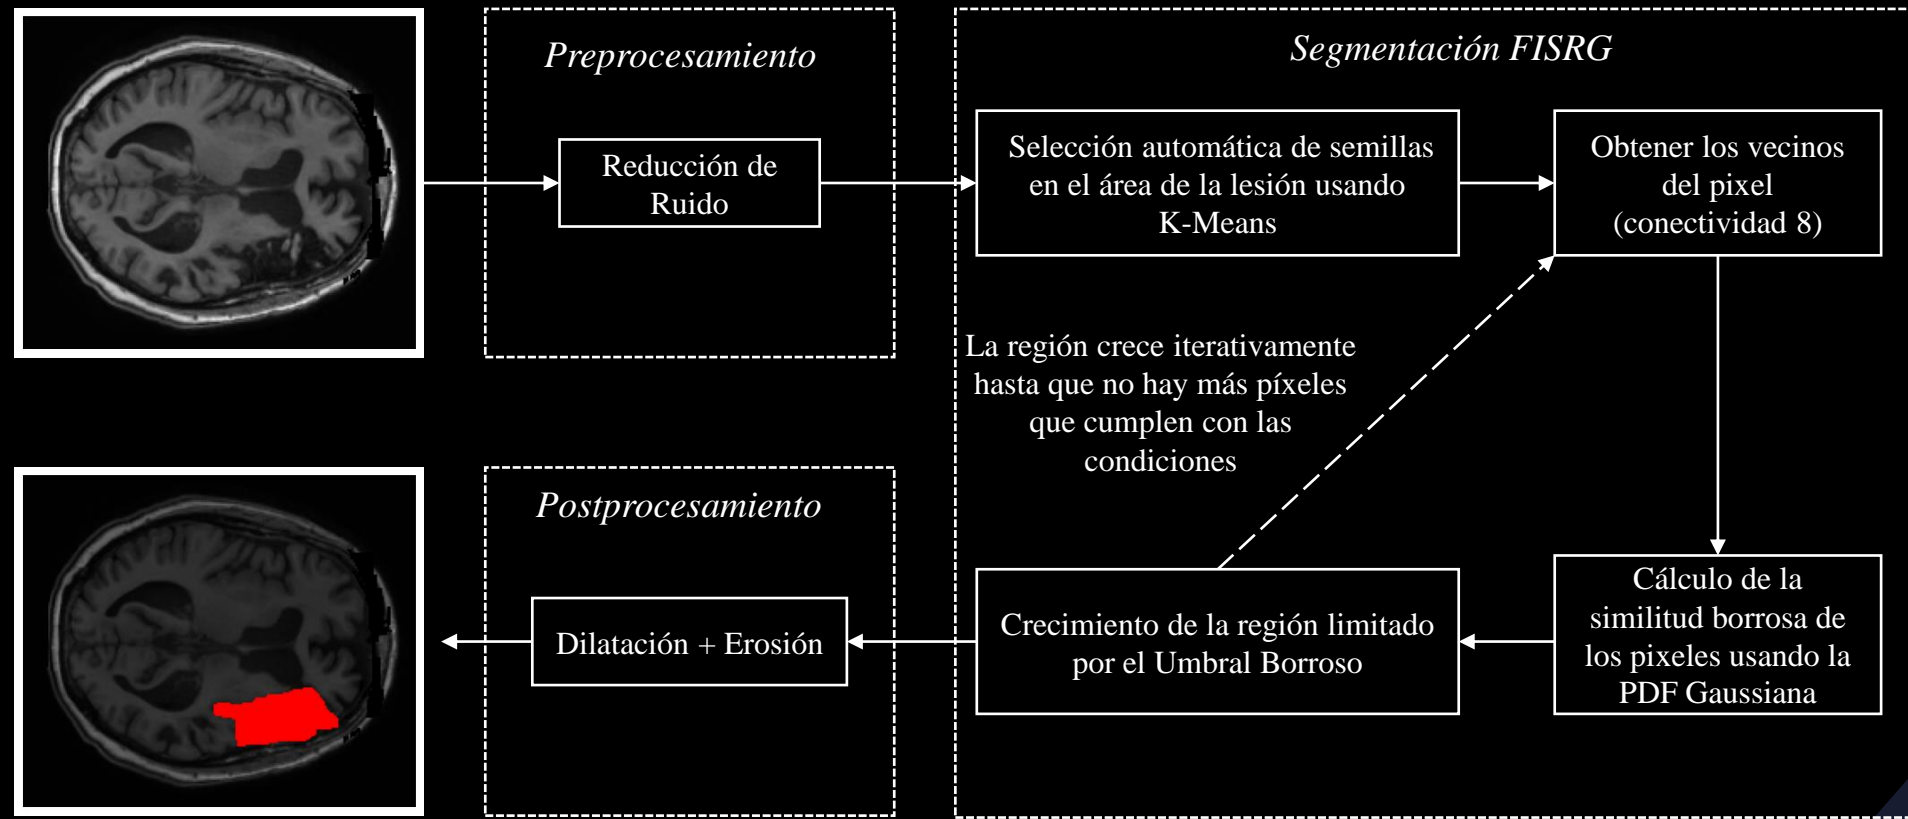 Preprocesamiento
Reducción de
Ruido
Segmentación FISRG
Selección automática de semillas
en el área de la lesión usando
K-Means
Obtener los vecinos
del pixel
(conectividad 8)
La región crece iterativamente
hasta que no hay más píxeles
que cumplen con las
condiciones
Cálculo de la
similitud borrosa de
los pixeles usando la
PDF Gaussiana
Crecimiento de la región limitado
por el Umbral Borroso
Postprocesamiento
Dilatación + Erosión